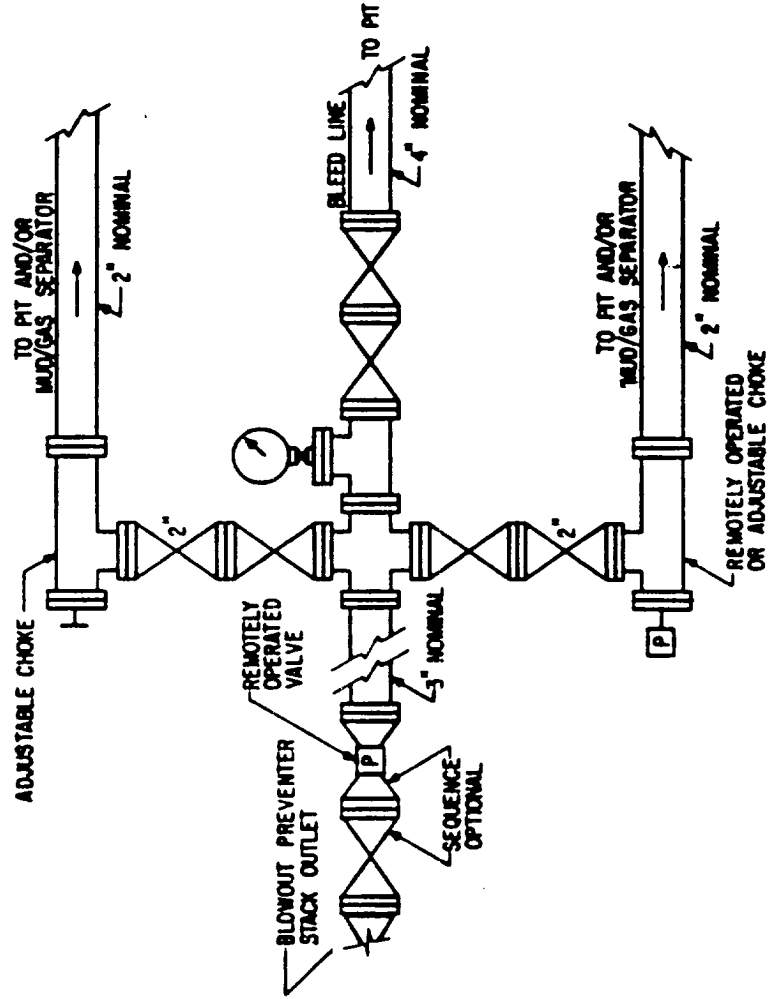 ADJUSTABLE CHOKE
TO PIT AND/OR
MUD/GAS SEPARATOR
2" NOMINAL
2"
BLOWOUT PREVENTER
STACK OUTLET
REMOTELY
OPERATED
VALVE
P
SEQUENCE
OPTIONAL
3" NOMINAL
BLEED LINE
TO PIT
4" NOMINAL
2"
P
REMOTELY OPERATED
OR ADJUSTABLE CHOKE
TO PIT AND/OR
MUD/GAS SEPARATOR
2" NOMINAL